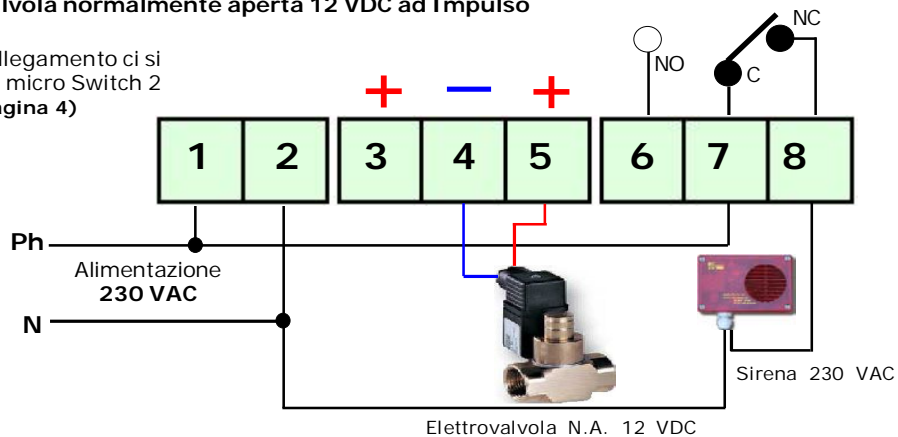 lvola normalmente aperta 12 VDC ad Impulso
llegamento ci si
micro Switch 2
gina 4)
NC
NO
C
+ — +
1 2 3 4 5 6 7 8
Ph
Alimentazione
230 VAC
N
Sirena 230 VAC
Elettrovalvola N.A. 12 VDC